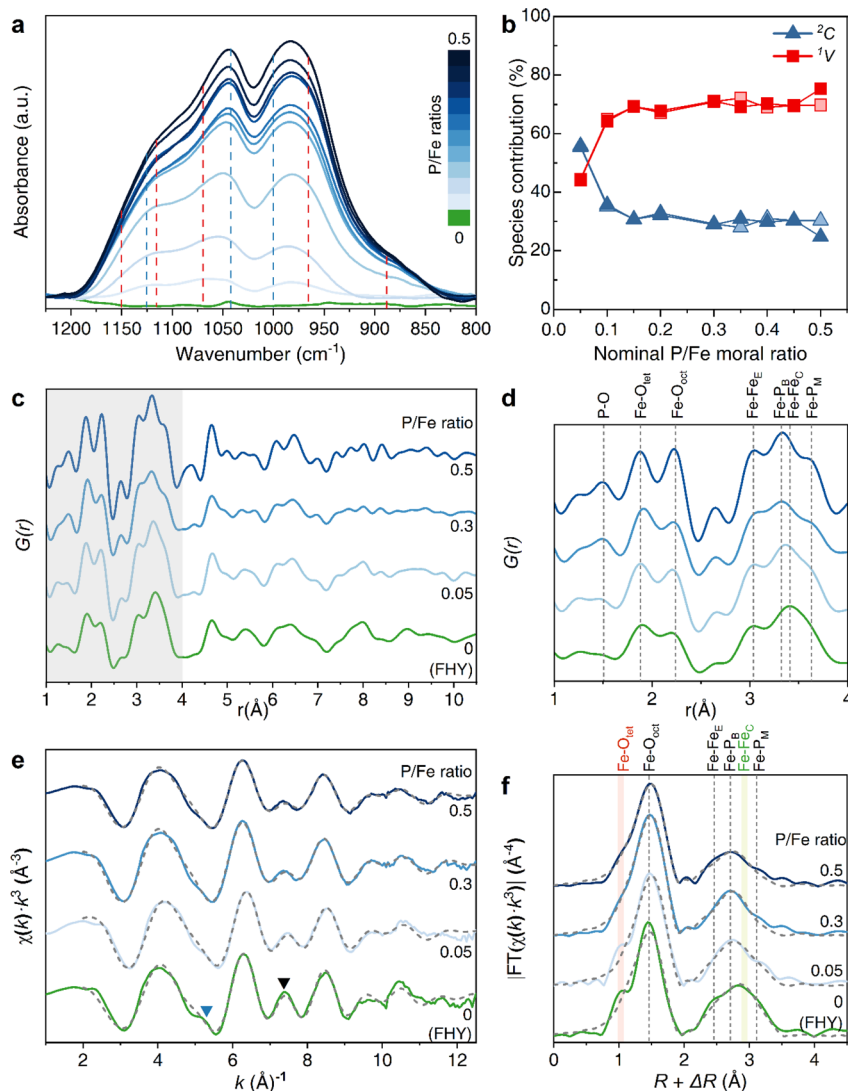 a
0.5
P/Fe ratios
0
Absorbance (a.u.)
1200 1150 1100 1050 1000 950 900 850 800
Wavenumber (cm⁻¹)
b
²C
¹V
100
80
60
40
20
0
Species contribution (%)
0.0 0.1 0.2 0.3 0.4 0.5
Nominal P/Fe moral ratio
c
P/Fe ratio
0.5
0.3
0.05
0
(FHY)
G(r)
1 2 3 4 5 6 7 8 9 10
r(Å)
d
P-O
Fe-O_tet
Fe-O_oct
Fe-Fe_E
Fe-P_B
Fe-Fe_C
Fe-P_M
G(r)
1 2 3 4
r(Å)
e
P/Fe ratio
0.5
0.3
0.05
0
(FHY)
χ(k)·k³ (Å⁻³)
2 4 6 8 10 12
k (Å)⁻¹
f
Fe-O_tet
Fe-O_oct
Fe-Fe_E
Fe-P_B
Fe-Fe_C
Fe-P_M
P/Fe ratio
0.5
0.3
0.05
0
(FHY)
|FT(χ(k)·k³)| (Å⁻⁴)
0 1 2 3 4
R + ΔR (Å)